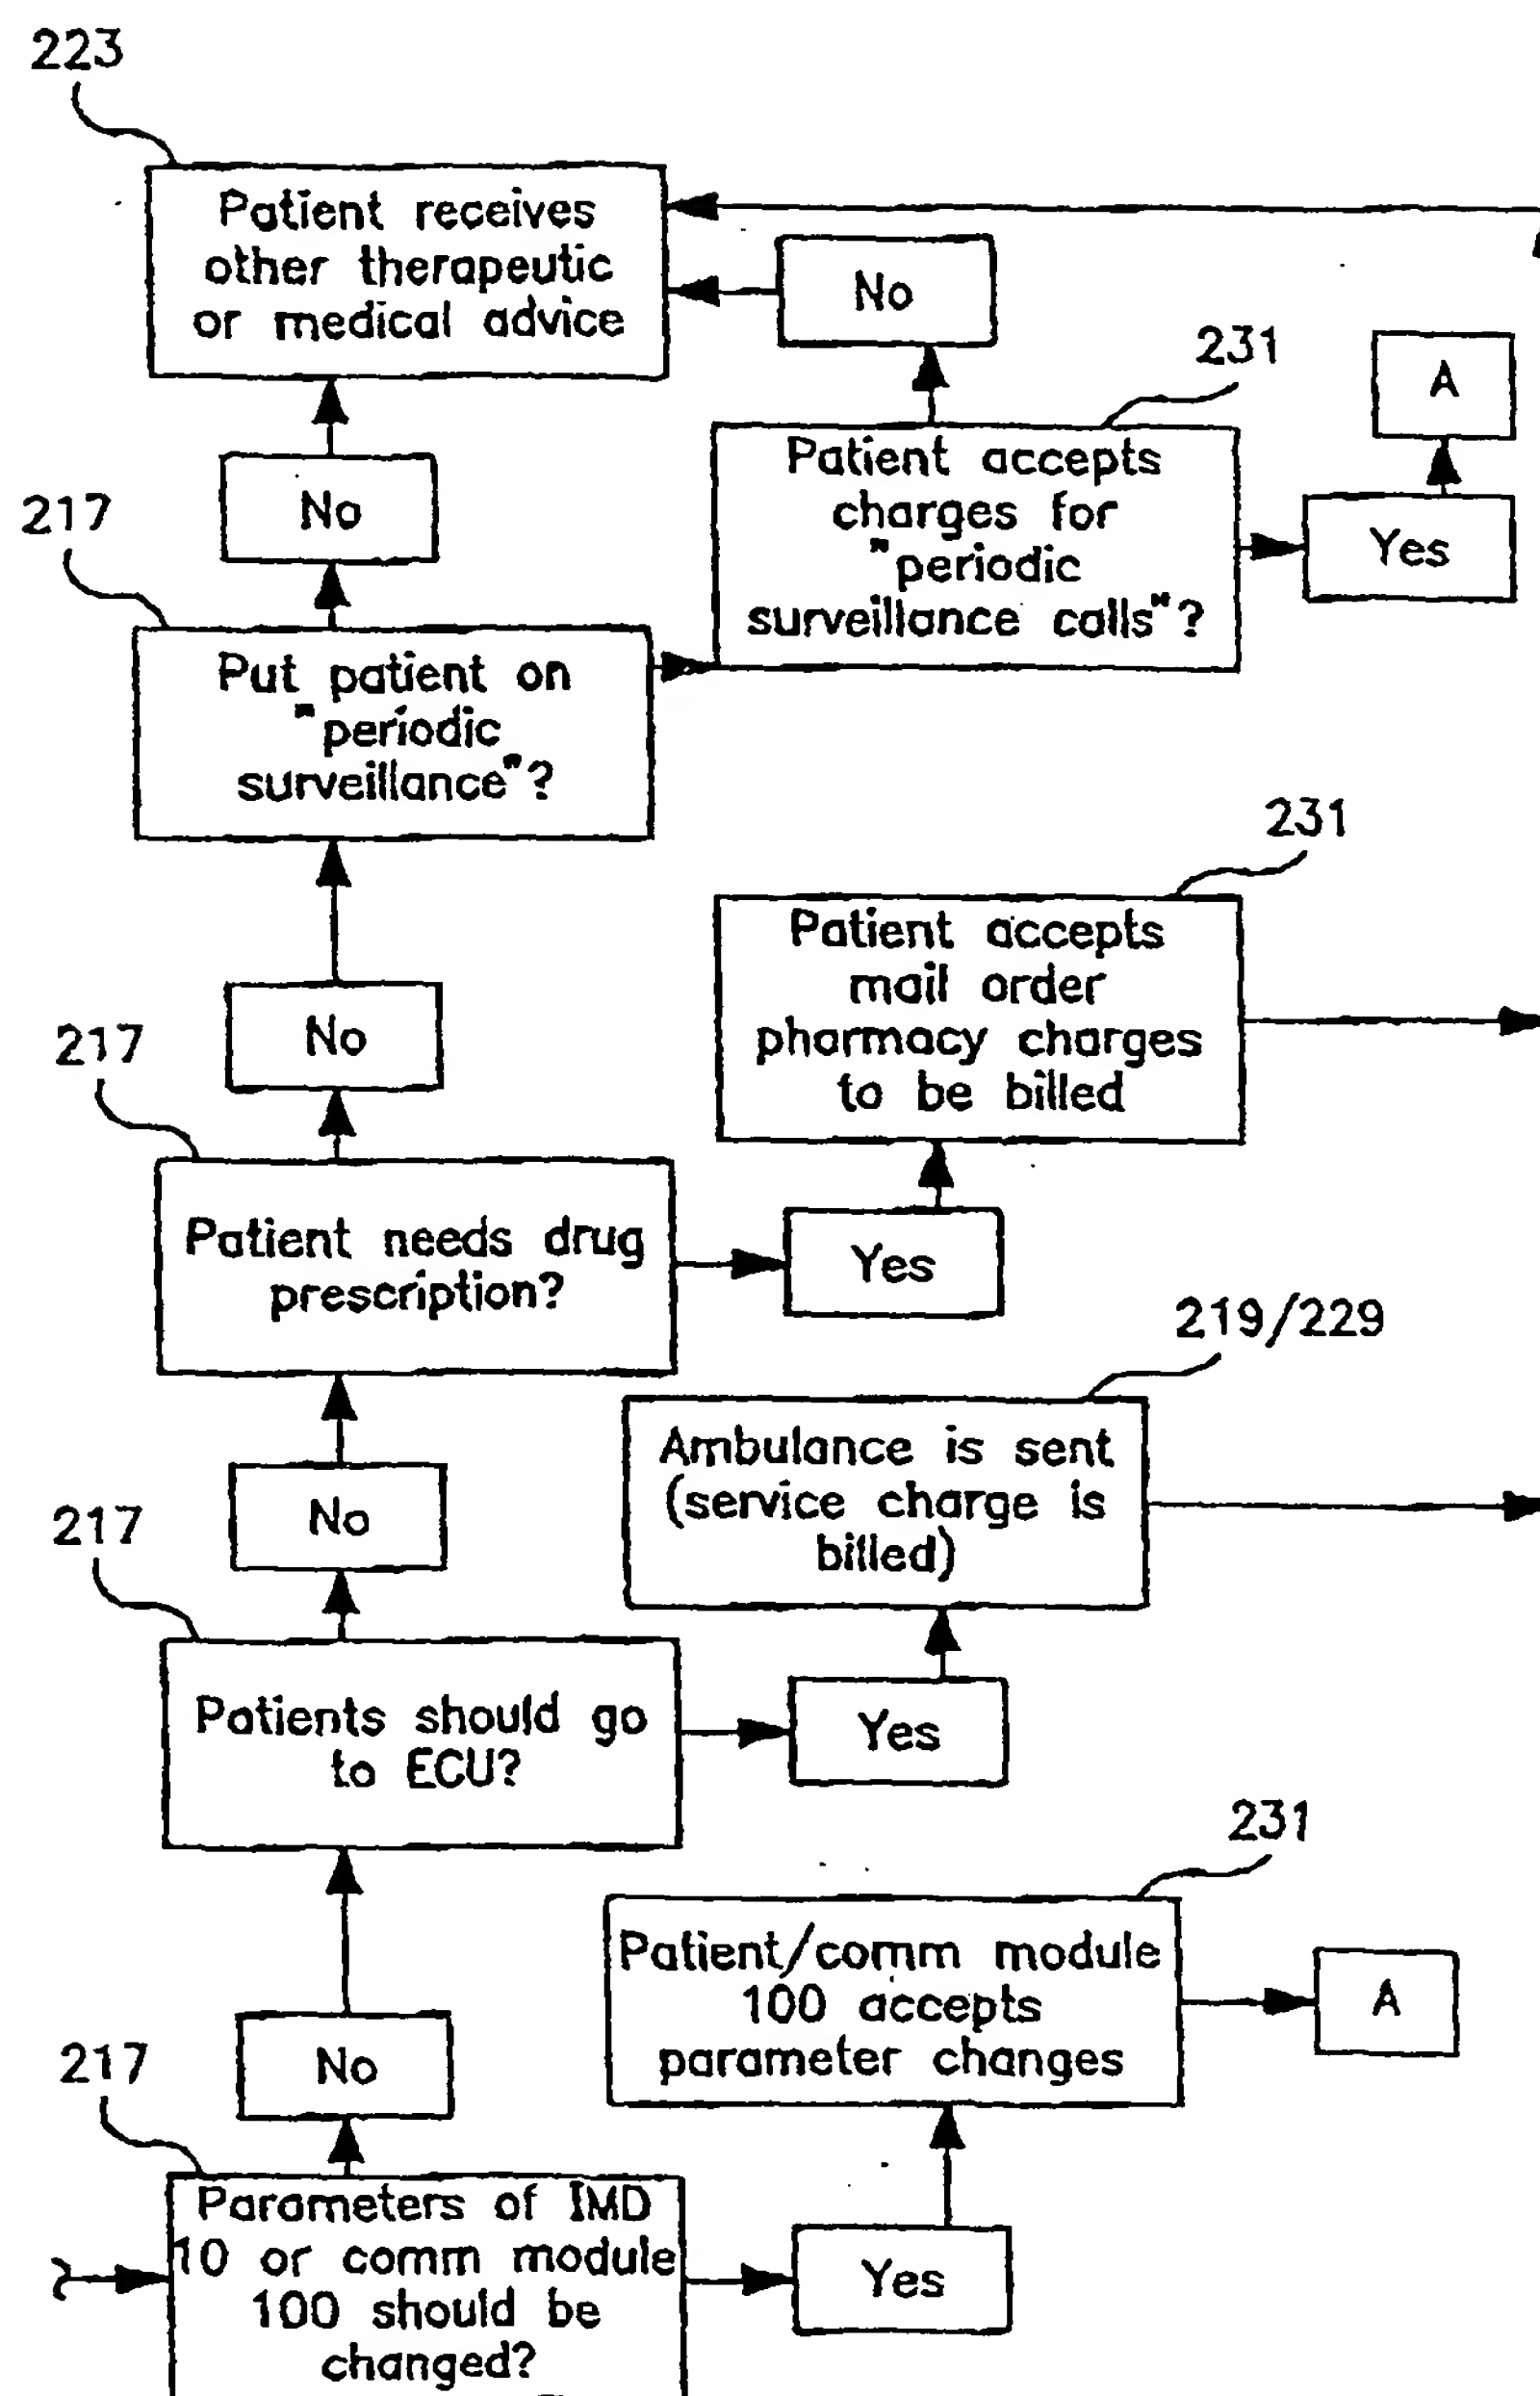 223
Patient receives
other therapeutic
or medical advice
No
231
A
No
Patient accepts
charges for
"periodic
surveillance calls"?
Yes
217
Put patient on
"periodic
surveillance"?
231
Patient accepts
mail order
pharmacy charges
to be billed
No
217
Patient needs drug
prescription?
Yes
219/229
Ambulance is sent
(service charge is
billed)
No
217
Patients should go
to ECU?
Yes
231
Patient/comm module
100 accepts
parameter changes
A
No
217
Parameters of IMD
10 or comm module
100 should be
changed?
Yes